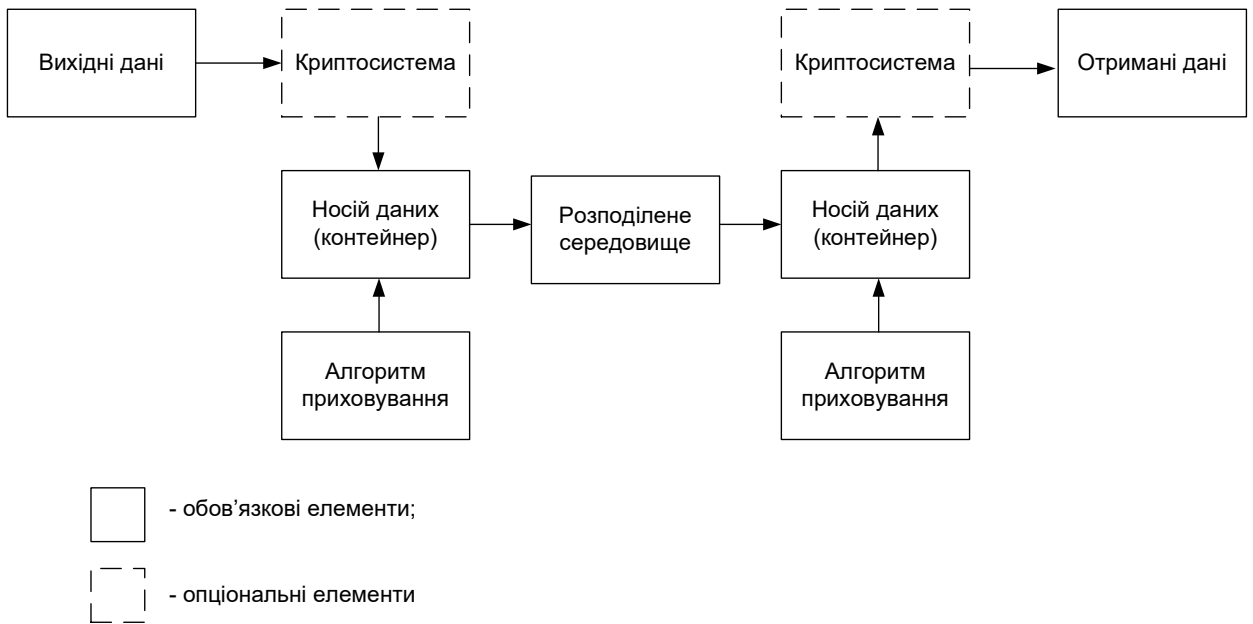 Вихідні дані
Криптосистема
Криптосистема
Отримані дані
Носій даних
(контейнер)
Розподілене
середовище
Носій даних
(контейнер)
Алгоритм
приховування
Алгоритм
приховування
- обов’язкові елементи;
- опціональні елементи